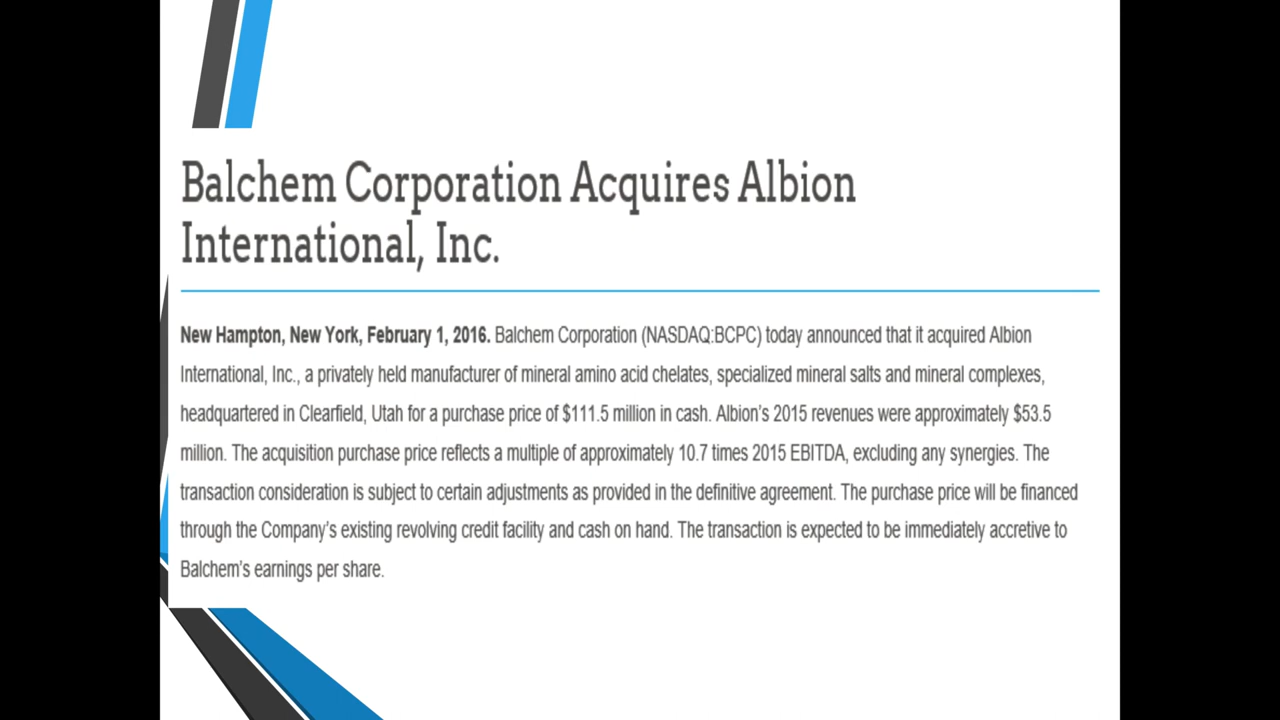 Balchem Corporation Acquires Albion
International, Inc.
New Hampton, New York, February 1, 2016. Balchem Corporation (NASDAQ:BCPC) today announced that it acquired Albion
International, Inc., a privately held manufacturer of mineral amino acid chelates, specialized mineral salts and mineral complexes,
headquartered in Clearfield, Utah for a purchase price of $111.5 million in cash. Albion's 2015 revenues were approximately $53.5
million. The acquisition purchase price reflects a multiple of approximately 10.7 times 2015 EBITDA, excluding any synergies. The
transaction consideration is subject to certain adjustments as provided in the definitive agreement. The purchase price will be financed
through the Company's existing revolving credit facility and cash on hand. The transaction is expected to be immediately accretive to
Balchem's earnings per share.